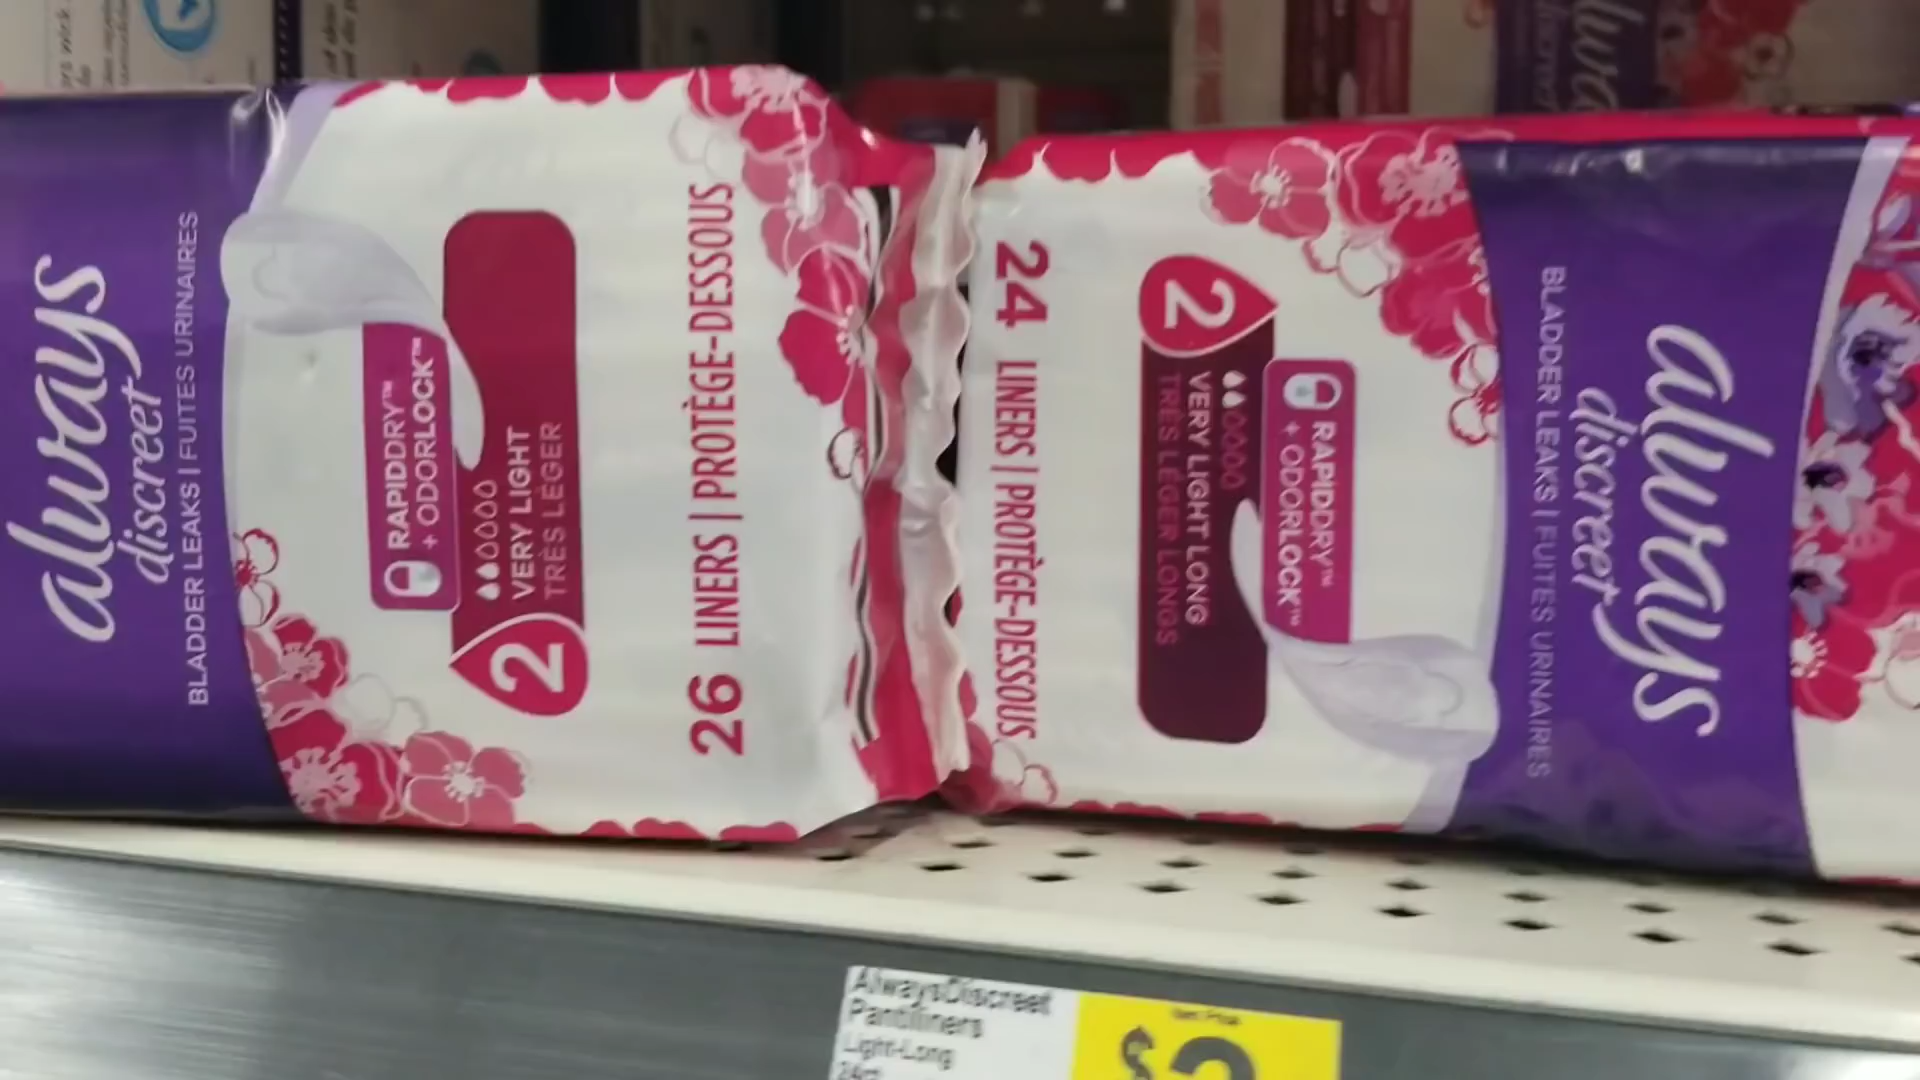 always
discreet
BLADDER LEAKS | FUITES URINAIRES
RAPIDDRY™
+ ODORLOCK™
VERY LIGHT
TRÈS LÉGER
2
26 LINERS | PROTÈGE-DESSOUS
24 LINERS | PROTÈGE-DESSOUS
2
VERY LIGHT LONG
TRÈS LÉGER LONGS
RAPIDDRY™
+ ODORLOCK™
BLADDER LEAKS | FUITES URINAIRES
always
discreet
AlwaysDiscreet
Pantiliners
Light-Long
24ct
$2